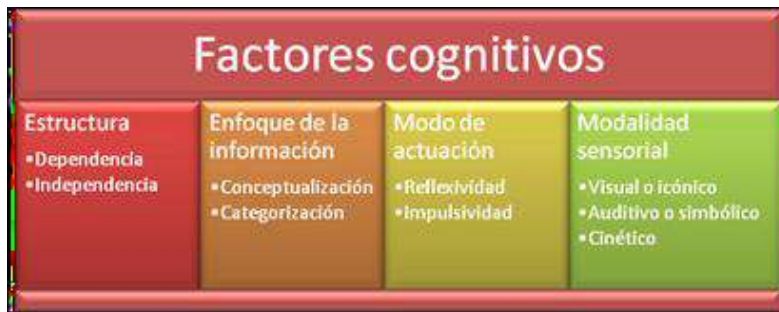 Factores cognitivos
Estructura
•Dependencia
•Independencia
Enfoque de la
información
•Conceptualización
•Categorización
Modo de
actuación
•Reflexividad
•Impulsividad
Modalidad
sensorial
•Visual o icónico
•Auditivo o simbólico
•Cinético